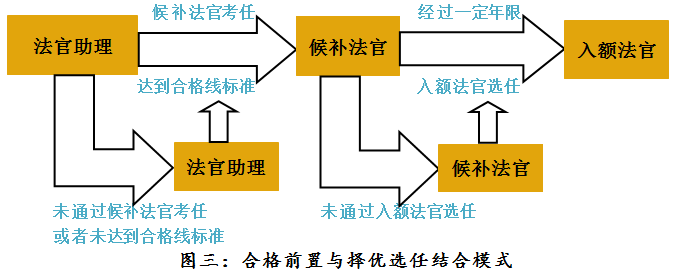 候补法官考任
经过一定年限
法官助理
候补法官
入额法官
达到合格线标准
入额法官选任
法官助理
候补法官
未通过候补法官考任
或者未达到合格线标准
未通过入额法官选任
图三：合格前置与择优选任结合模式